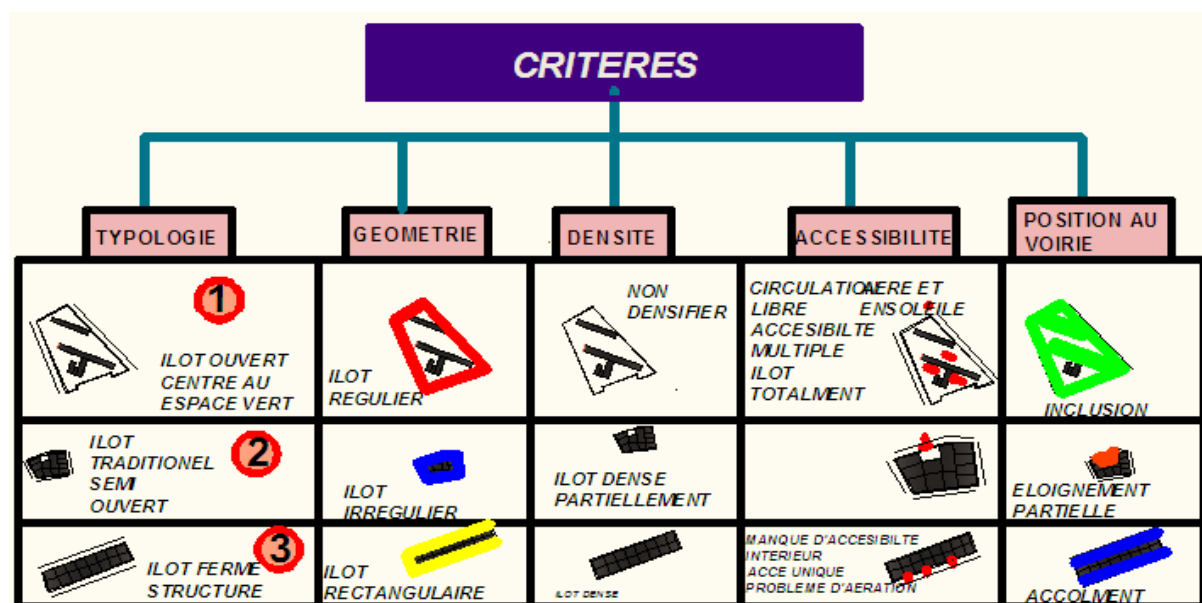 CRITERES
TYPOLOGIE
GEOMETRIE
DENSITE
ACCESSIBILITE
POSITION AU
VOIRIE
1
ILOT OUVERT
CENTRE AU
ESPACE VERT
ILOT
REGULIER
NON
DENSIFIER
CIRCULATION
LIBRE
ACCESIBILTE
MULTIPLE
ILOT
TOTALMENT
AERE ET
ENSOLEILE
INCLUSION
2
ILOT
TRADITIONEL
SEMI
OUVERT
ILOT
IRREGULIER
ILOT DENSE
PARTIELLEMENT
ELOIGNEMENT
PARTIELLE
3
ILOT FERME
STRUCTURE
ILOT
RECTANGULAIRE
ILOT DENSE
MANQUE D'ACCESIBILTE
INTERIEUR
ACCE UNIQUE
PROBLEME D'AERATION
ACCOLMENT